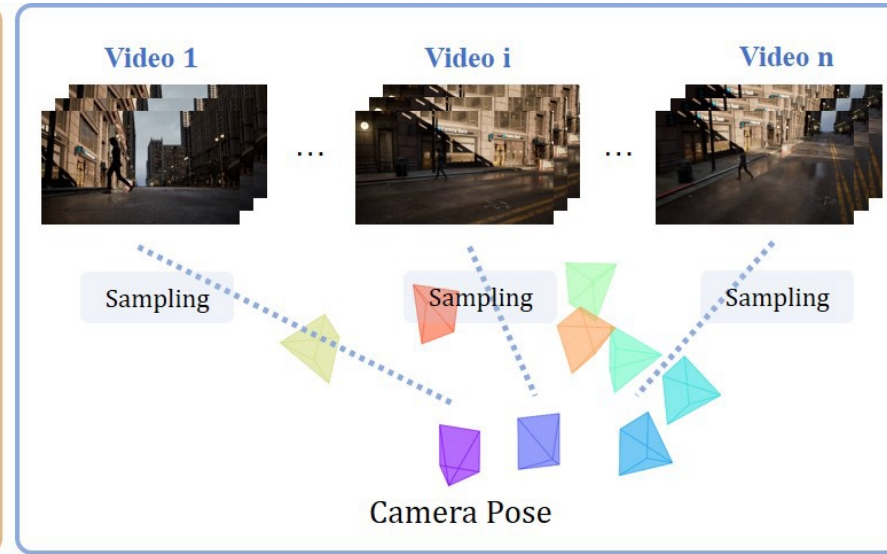 Video 1
Video i
Video n
...
...
Sampling
Sampling
Sampling
Camera Pose